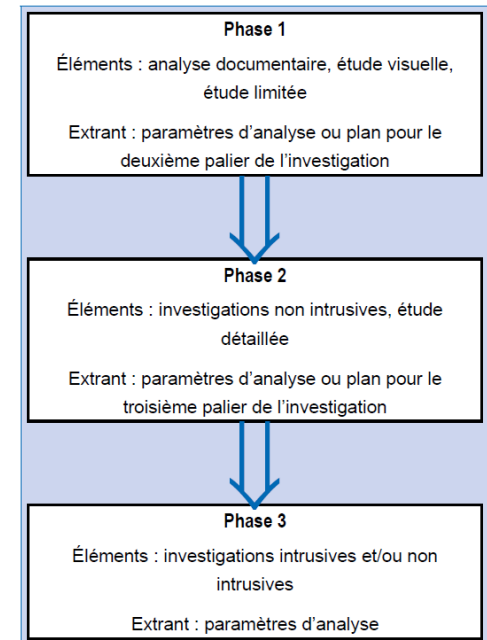 Phase 1
Éléments : analyse documentaire, étude visuelle,
étude limitée
Extrant : paramètres d’analyse ou plan pour le
deuxième palier de l’investigation
Phase 2
Éléments : investigations non intrusives, étude
détaillée
Extrant : paramètres d’analyse ou plan pour le
troisième palier de l’investigation
Phase 3
Éléments : investigations intrusives et/ou non
intrusives
Extrant : paramètres d’analyse